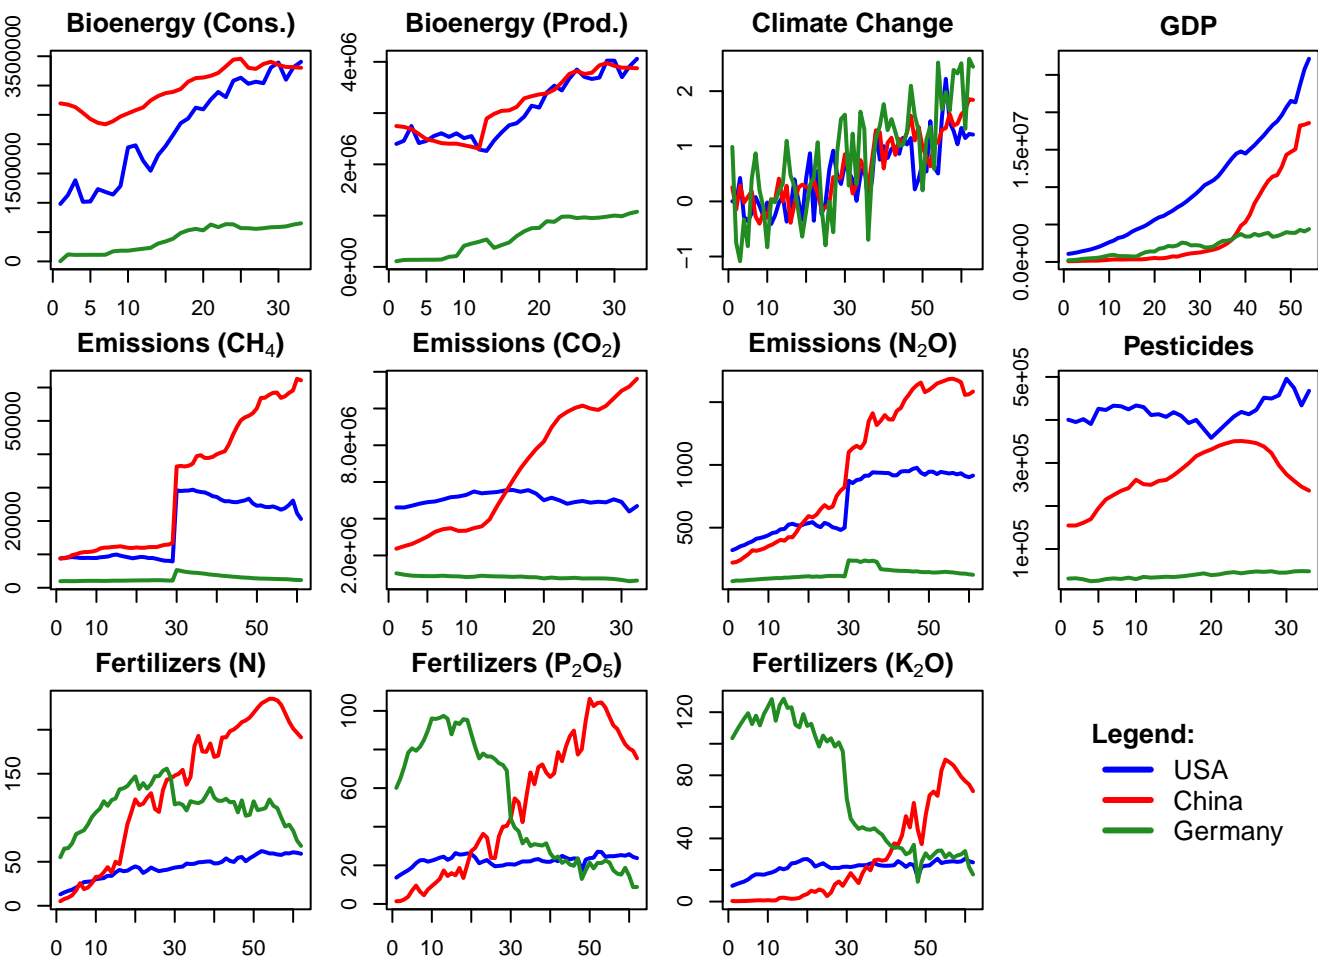 Bioenergy (Cons.)
0 1500000 3500000
0 5 10 20 30
Bioenergy (Prod.)
0e+00 2e+06 4e+06
0 5 10 20 30
Climate Change
−1 0 1 2
0 10 30 50
GDP
0.0e+00 1.5e+07
0 10 20 30 40 50
Emissions (CH₄)
0 20000 50000
0 10 30 50
Emissions (CO₂)
2.0e+06 8.0e+06
0 5 10 20 30
Emissions (N₂O)
500 1000
0 10 30 50
Pesticides
1e+05 3e+05 5e+05
0 5 10 20 30
Fertilizers (N)
0 50 150
0 10 30 50
Fertilizers (P₂O₅)
0 20 60 100
0 10 30 50
Fertilizers (K₂O)
0 40 80 120
0 10 30 50
Legend:
USA
China
Germany